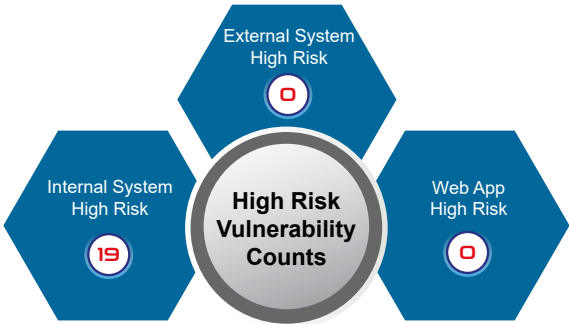 External System
High Risk
0
Internal System
High Risk
19
High Risk
Vulnerability
Counts
Web App
High Risk
0